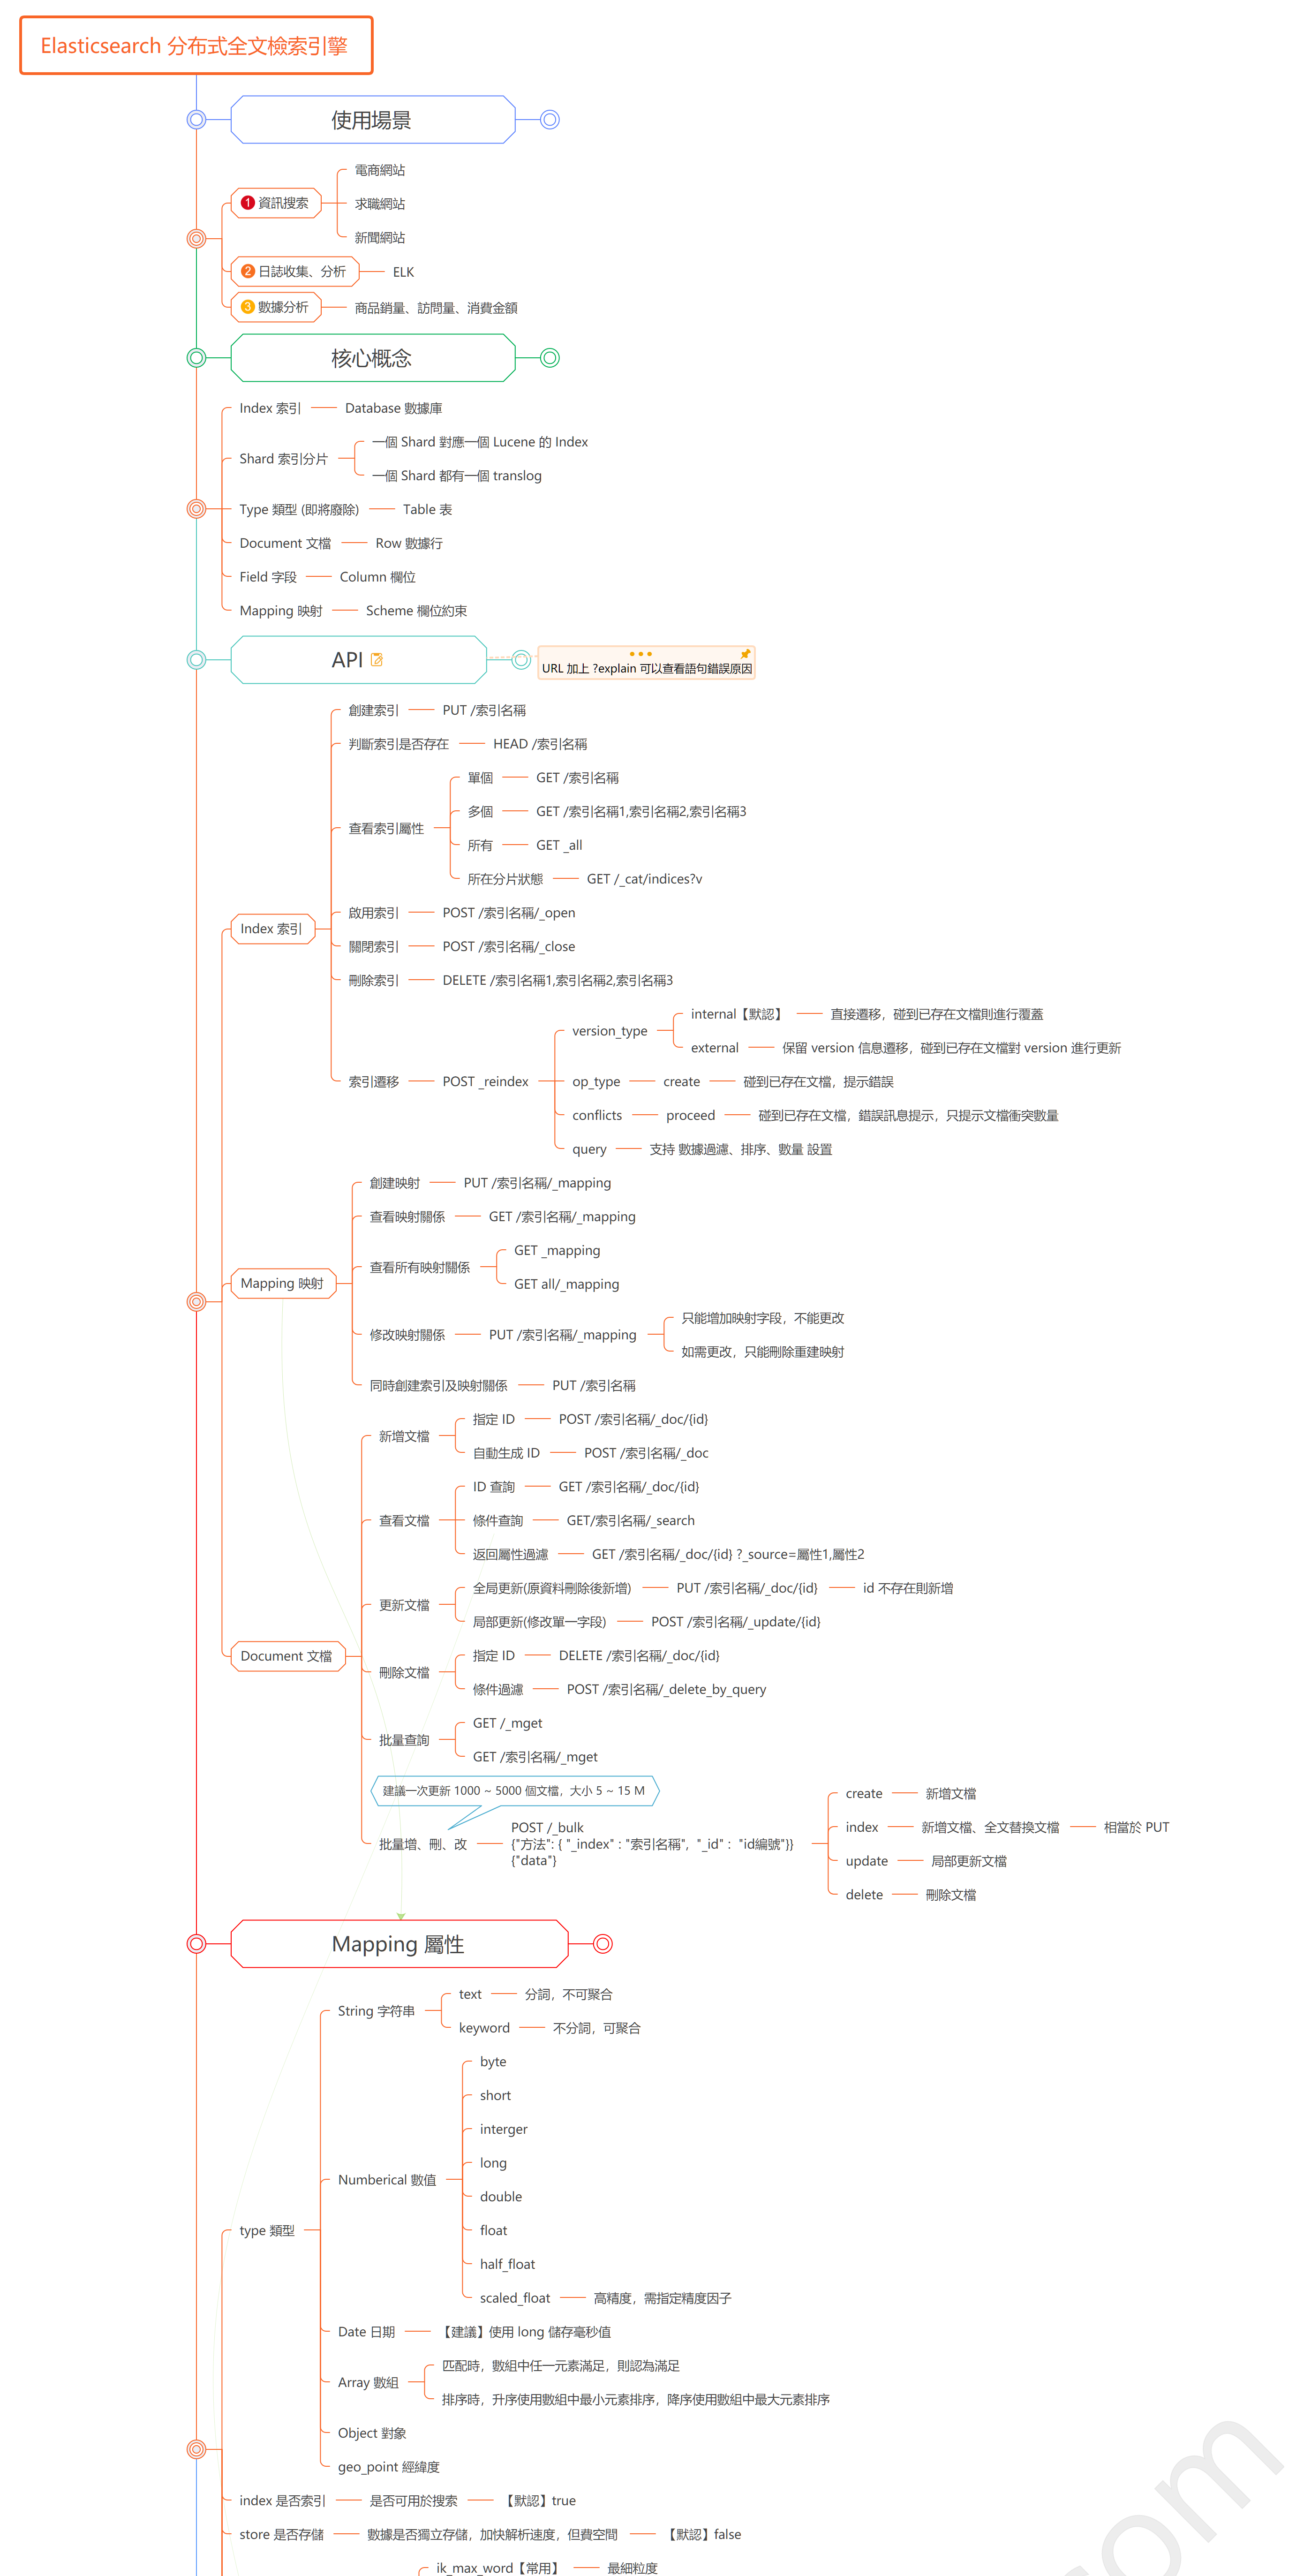 Elasticsearch 分布式全文檢索引擎
使用場景
1 資訊搜索
電商網站
求職網站
新聞網站
2 日誌收集、分析
ELK
3 數據分析
商品銷量、訪問量、消費金額
核心概念
Index 索引
Database 數據庫
Shard 索引分片
一個 Shard 對應一個 Lucene 的 Index
一個 Shard 都有一個 translog
Type 類型 (即將廢除)
Table 表
Document 文檔
Row 數據行
Field 字段
Column 欄位
Mapping 映射
Scheme 欄位約束
API
URL 加上 ?explain 可以查看語句錯誤原因
Index 索引
創建索引
PUT /索引名稱
判斷索引是否存在
HEAD /索引名稱
查看索引屬性
單個
GET /索引名稱
多個
GET /索引名稱1,索引名稱2,索引名稱3
所有
GET _all
所在分片狀態
GET /_cat/indices?v
啟用索引
POST /索引名稱/_open
關閉索引
POST /索引名稱/_close
刪除索引
DELETE /索引名稱1,索引名稱2,索引名稱3
索引遷移
POST _reindex
version_type
internal【默認】
直接遷移，碰到已存在文檔則進行覆蓋
external
保留 version 信息遷移，碰到已存在文檔對 version 進行更新
op_type
create
碰到已存在文檔，提示錯誤
conflicts
proceed
碰到已存在文檔，錯誤訊息提示，只提示文檔衝突數量
query
支持 數據過濾、排序、數量 設置
Mapping 映射
創建映射
PUT /索引名稱/_mapping
查看映射關係
GET /索引名稱/_mapping
查看所有映射關係
GET _mapping
GET all/_mapping
修改映射關係
PUT /索引名稱/_mapping
只能增加映射字段，不能更改
如需更改，只能刪除重建映射
同時創建索引及映射關係
PUT /索引名稱
Document 文檔
新增文檔
指定 ID
POST /索引名稱/_doc/{id}
自動生成 ID
POST /索引名稱/_doc
查看文檔
ID 查詢
GET /索引名稱/_doc/{id}
條件查詢
GET/索引名稱/_search
返回屬性過濾
GET /索引名稱/_doc/{id} ?_source=屬性1,屬性2
更新文檔
全局更新(原資料刪除後新增)
PUT /索引名稱/_doc/{id}
id 不存在則新增
局部更新(修改單一字段)
POST /索引名稱/_update/{id}
刪除文檔
指定 ID
DELETE /索引名稱/_doc/{id}
條件過濾
POST /索引名稱/_delete_by_query
批量查詢
GET /_mget
GET /索引名稱/_mget
建議一次更新 1000 ~ 5000 個文檔，大小 5 ~ 15 M
批量增、刪、改
POST /_bulk
{"方法": { "_index" : "索引名稱", "_id" : "id編號"}}
{"data"}
create
新增文檔
index
新增文檔、全文替換文檔
相當於 PUT
update
局部更新文檔
delete
刪除文檔
Mapping 屬性
type 類型
String 字符串
text
分詞，不可聚合
keyword
不分詞，可聚合
Numberical 數值
byte
short
interger
long
double
float
half_float
scaled_float
高精度，需指定精度因子
Date 日期
【建議】使用 long 儲存毫秒值
Array 數組
匹配時，數組中任一元素滿足，則認為滿足
排序時，升序使用數組中最小元素排序，降序使用數組中最大元素排序
Object 對象
geo_point 經緯度
index 是否索引
是否可用於搜索
【默認】true
store 是否存儲
數據是否獨立存儲，加快解析速度，但費空間
【默認】false
ik_max_word【常用】
最細粒度
om